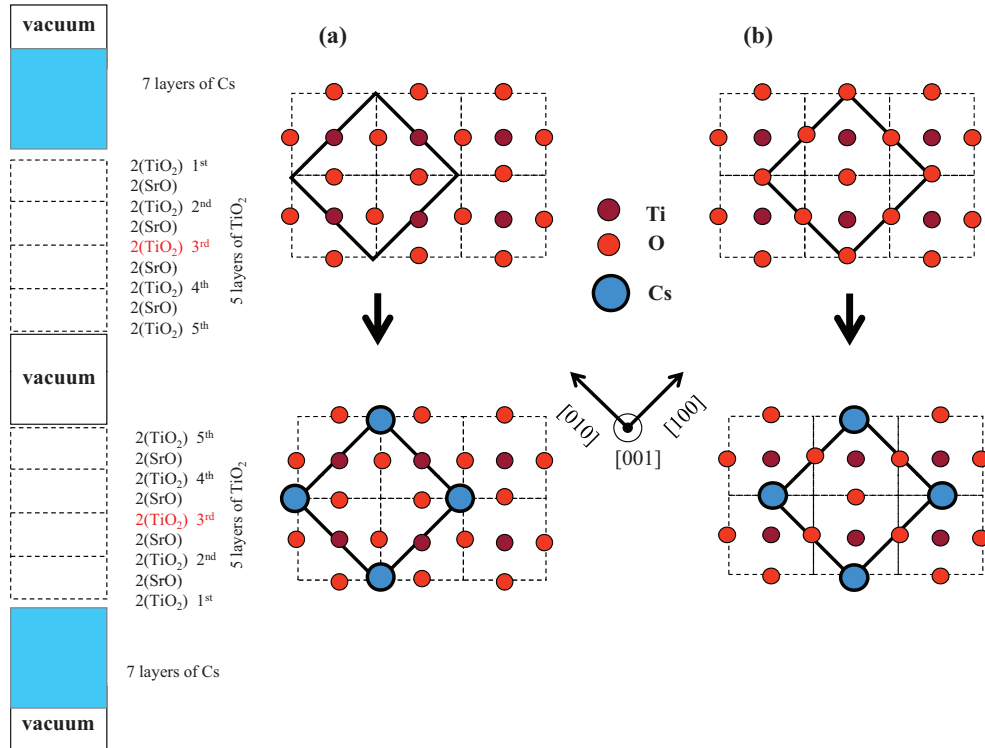 vacuum
7 layers of Cs
2(TiO₂) 1ˢᵗ
2(SrO)
2(TiO₂) 2ⁿᵈ
2(SrO)
2(TiO₂) 3ʳᵈ
2(SrO)
2(TiO₂) 4ᵗʰ
2(SrO)
2(TiO₂) 5ᵗʰ
5 layers of TiO₂
vacuum
2(TiO₂) 5ᵗʰ
2(SrO)
2(TiO₂) 4ᵗʰ
2(SrO)
2(TiO₂) 3ʳᵈ
2(SrO)
2(TiO₂) 2ⁿᵈ
2(SrO)
2(TiO₂) 1ˢᵗ
5 layers of TiO₂
7 layers of Cs
vacuum
(a)
(b)
Ti
O
Cs
[010]
[100]
[001]